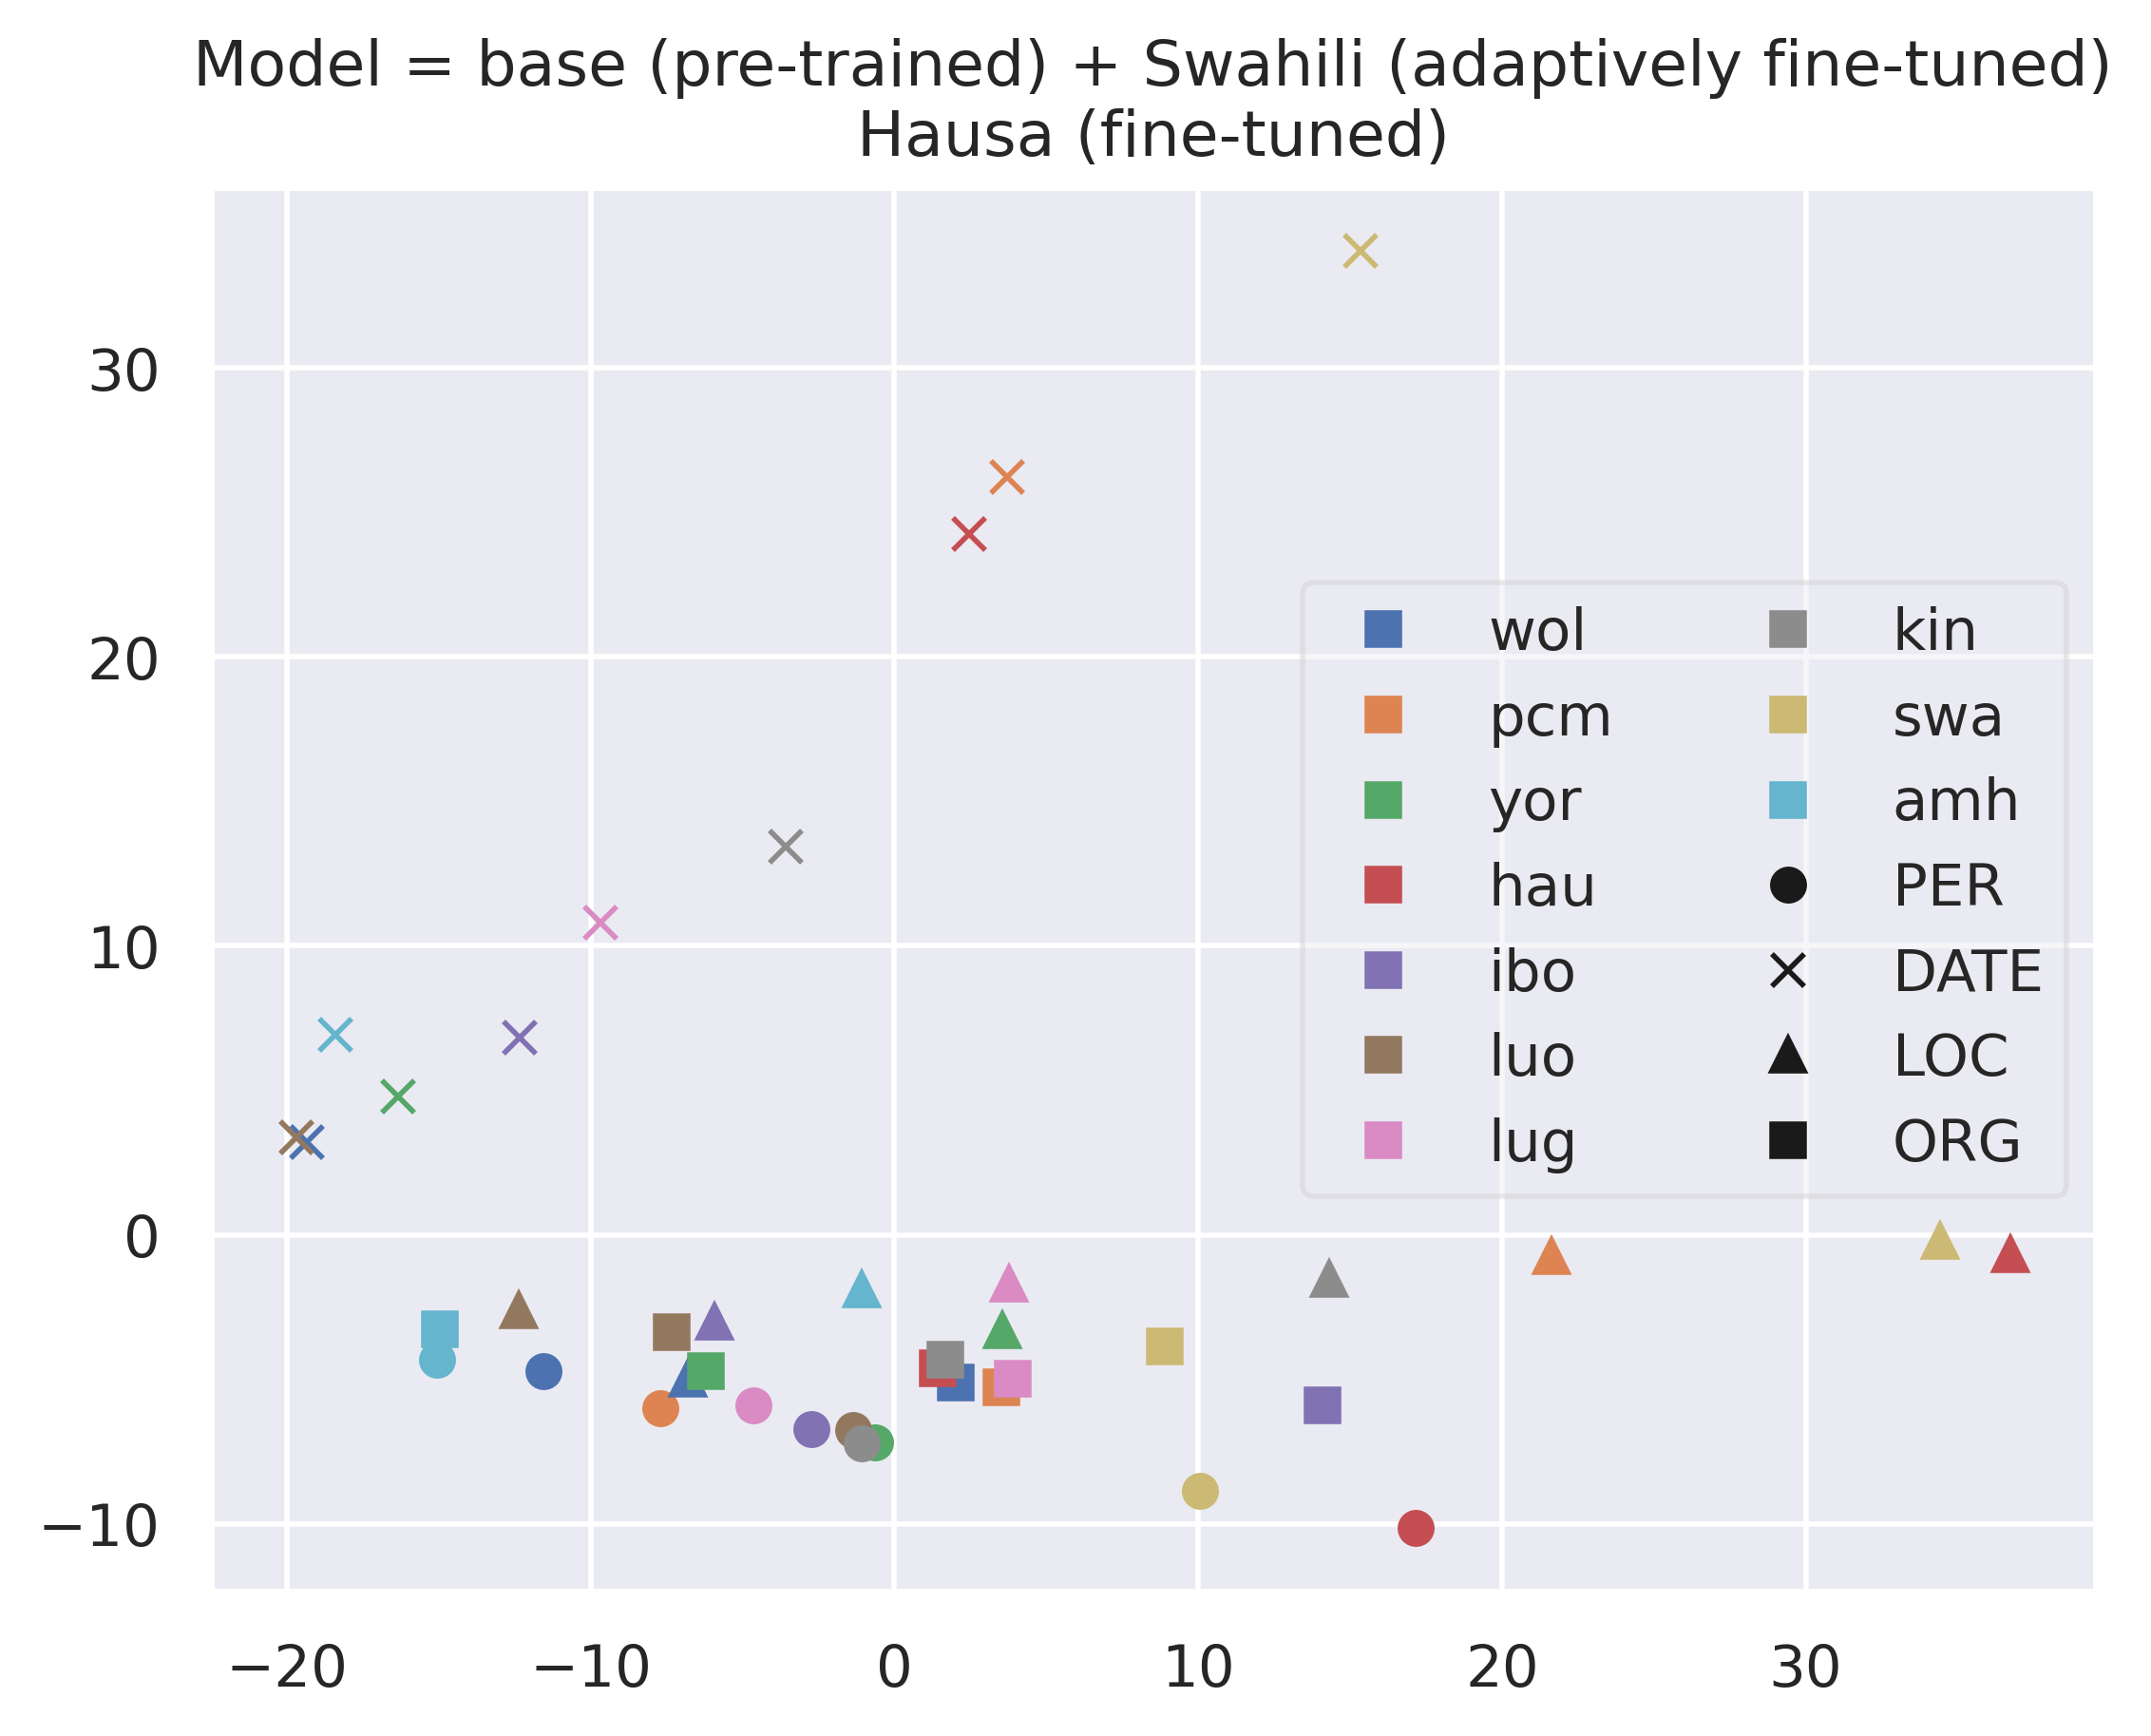 Model = base (pre-trained) + Swahili (adaptively fine-tuned)
Hausa (fine-tuned)
30
20
10
0
−10
wol
pcm
yor
hau
ibo
luo
lug
kin
swa
amh
PER
DATE
LOC
ORG
−20 −10 0 10 20 30